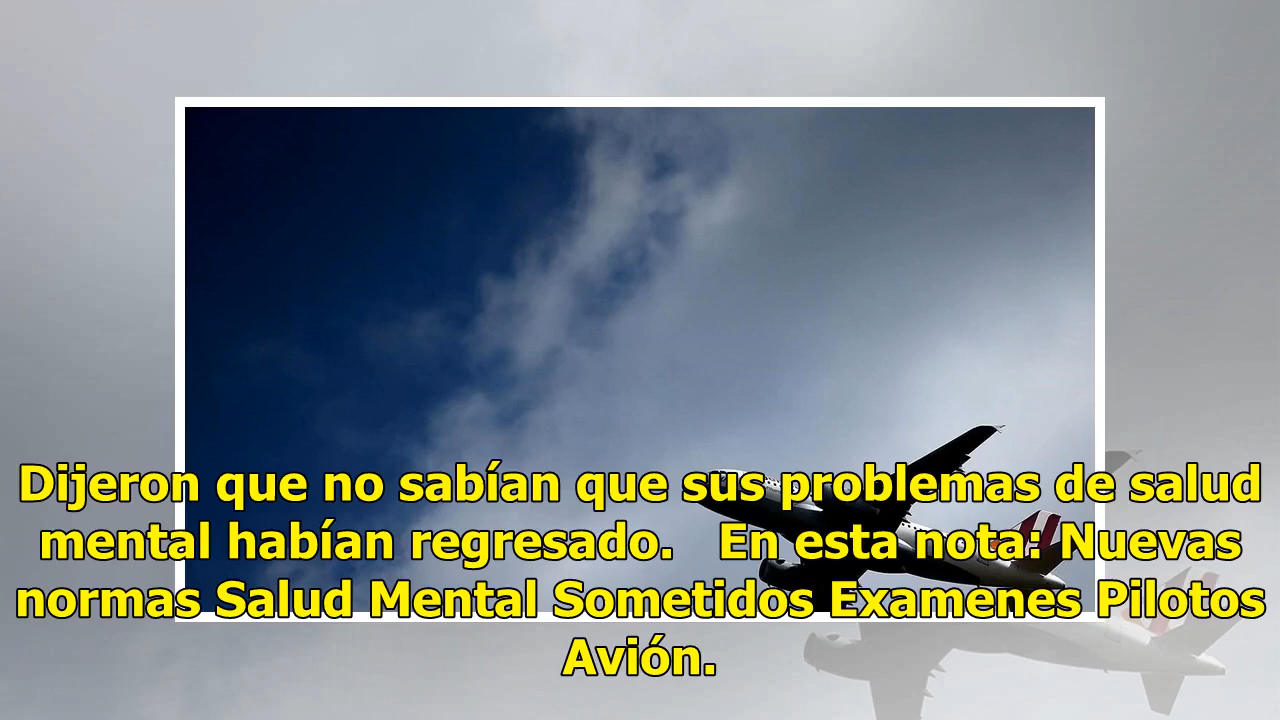 Dijeron que no sabían que sus problemas de salud
mental habían regresado. En esta nota: Nuevas
normas Salud Mental Sometidos Examenes Pilotos
Avión.